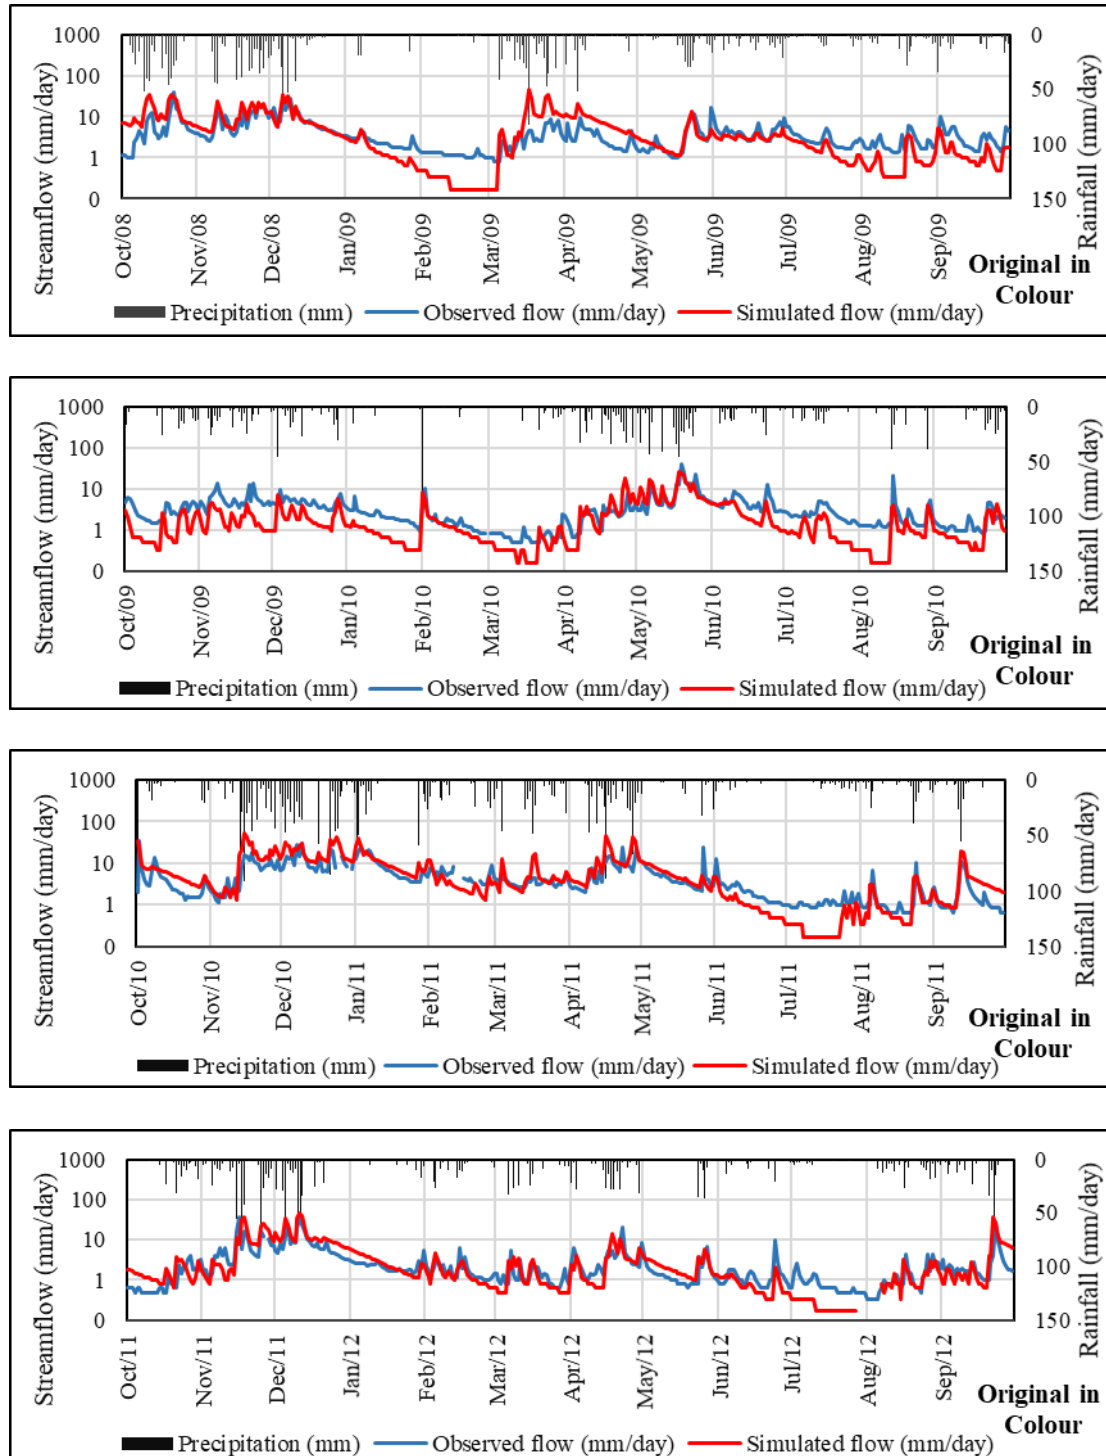 Streamflow (mm/day)
1000
100
10
1
0
0
50
100
150
Rainfall (mm/day)
Oct/08
Nov/08
Dec/08
Jan/09
Feb/09
Mar/09
Apr/09
May/09
Jun/09
Jul/09
Aug/09
Sep/09
Original in
Colour
Precipitation (mm)
Observed flow (mm/day)
Simulated flow (mm/day)
Streamflow (mm/day)
1000
100
10
1
0
0
50
100
150
Rainfall (mm/day)
Oct/09
Nov/09
Dec/09
Jan/10
Feb/10
Mar/10
Apr/10
May/10
Jun/10
Jul/10
Aug/10
Sep/10
Original in
Colour
Precipitation (mm)
Observed flow (mm/day)
Simulated flow (mm/day)
Streamflow (mm/day)
1000
100
10
1
0
0
50
100
150
Rainfall (mm/day)
Oct/10
Nov/10
Dec/10
Jan/11
Feb/11
Mar/11
Apr/11
May/11
Jun/11
Jul/11
Aug/11
Sep/11
Original in
Colour
Precipitation (mm)
Observed flow (mm/day)
Simulated flow (mm/day)
Streamflow (mm/day)
1000
100
10
1
0
0
50
100
150
Rainfall (mm/day)
Oct/11
Nov/11
Dec/11
Jan/12
Feb/12
Mar/12
Apr/12
May/12
Jun/12
Jul/12
Aug/12
Sep/12
Original in
Colour
Precipitation (mm)
Observed flow (mm/day)
Simulated flow (mm/day)